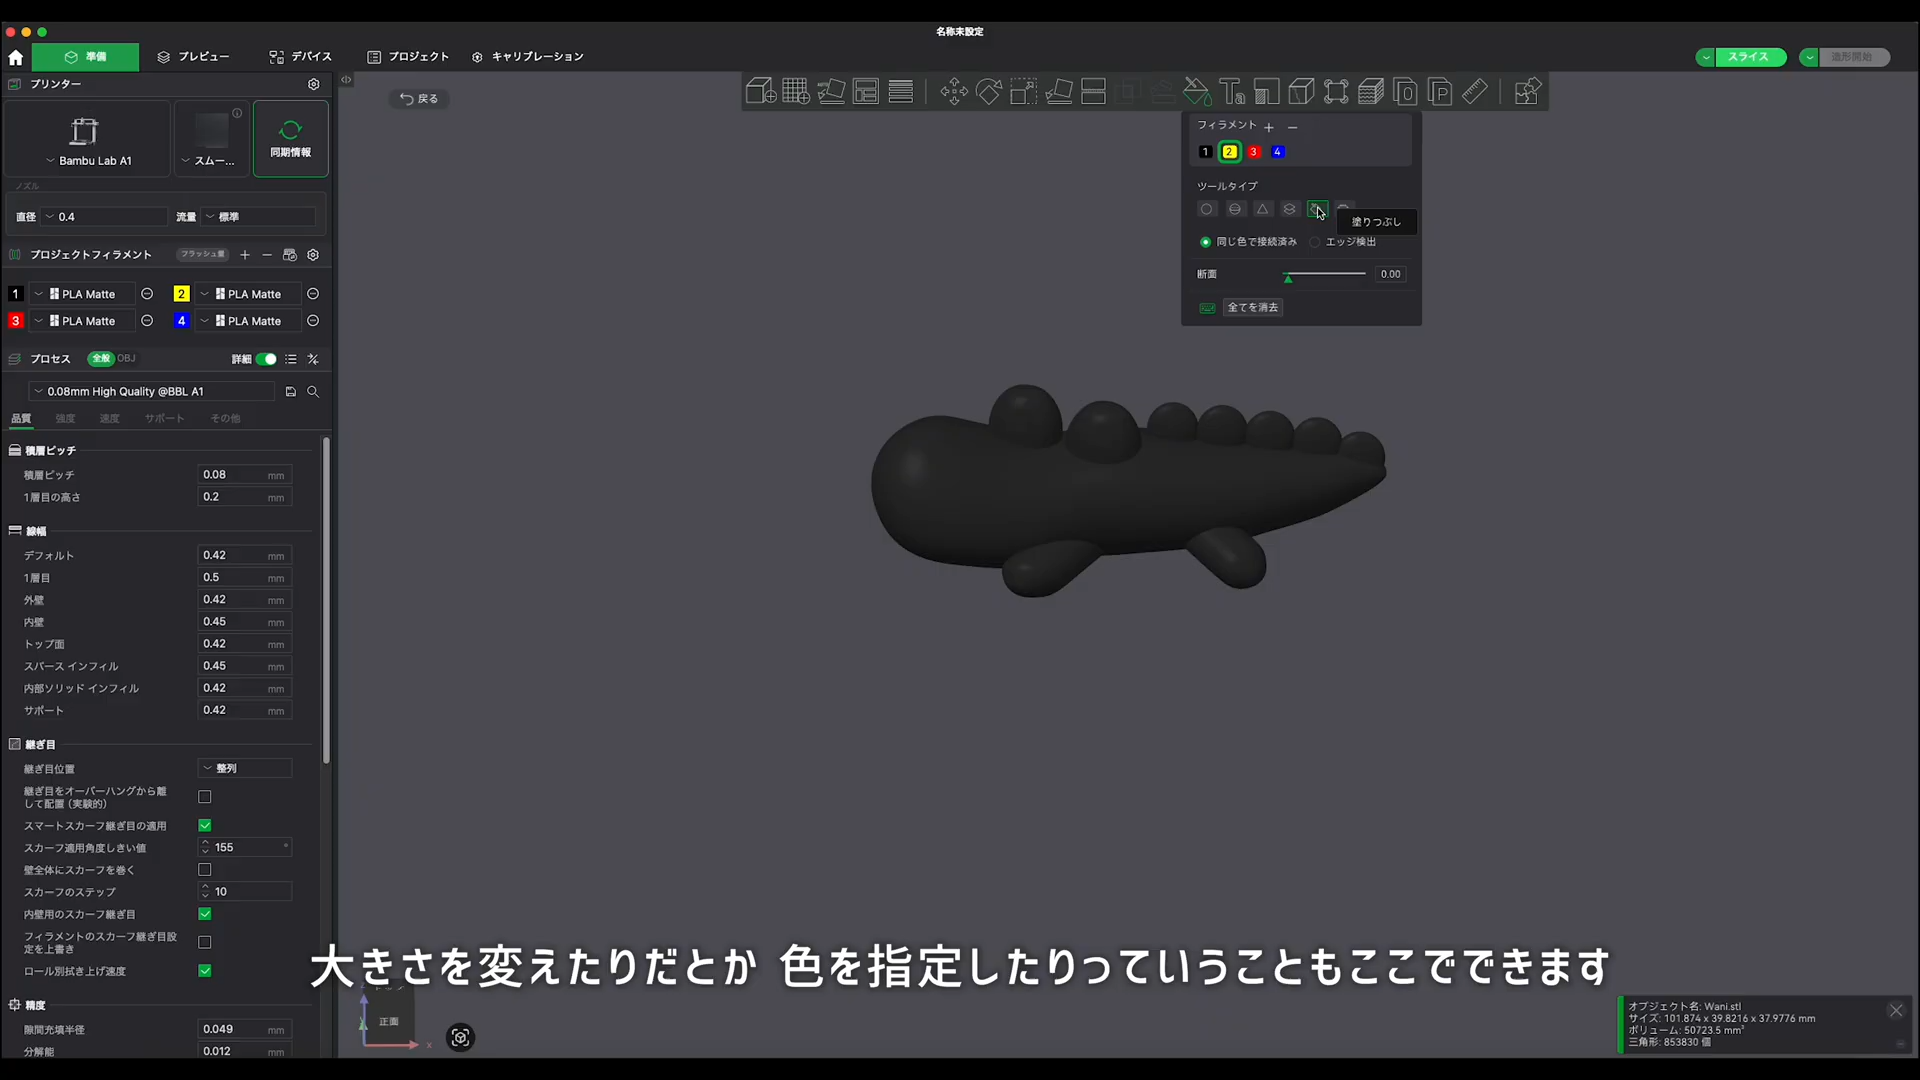 名称未設定
準備 プレビュー デバイス プロジェクト キャリブレーション スライス 造形開始
プリンター
戻る
Bambu Lab A1 スムー... 同期情報
ノズル
直径 0.4 流量 標準
プロジェクトフィラメント フラッシュ量
1 PLA Matte 2 PLA Matte
3 PLA Matte 4 PLA Matte
プロセス 全般 OBJ 詳細
0.08mm High Quality @BBL A1
品質 強度 速度 サポート その他
積層ピッチ
積層ピッチ 0.08 mm
1層目の高さ 0.2 mm
線幅
デフォルト 0.42 mm
1層目 0.5 mm
外壁 0.42 mm
内壁 0.45 mm
トップ面 0.42 mm
スパース インフィル 0.45 mm
内部ソリッド インフィル 0.42 mm
サポート 0.42 mm
継ぎ目
継ぎ目位置 整列
継ぎ目をオーバーハングから離
して配置 (実験的)
スマートスカーフ継ぎ目の適用
スカーフ適用角度しきい値 155 °
壁全体にスカーフを巻く
スカーフのステップ 10
内壁用のスカーフ継ぎ目
フィラメントのスカーフ継ぎ目設
定を上書き
ロール別拭き上げ速度
精度
隙間充填半径 0.049 mm
分解能 0.012 mm
フィラメント + −
1 2 3 4
ツールタイプ
塗りつぶし
同じ色で接続済み エッジ検出
断面 0.00
全てを消去
大きさを変えたりだとか 色を指定したりっていうこともここでできます
正面
x
オブジェクト名: Wani.stl
サイズ: 101.874 x 39.8216 x 37.9776 mm
ボリューム: 50723.5 mm³
三角形: 853830 個